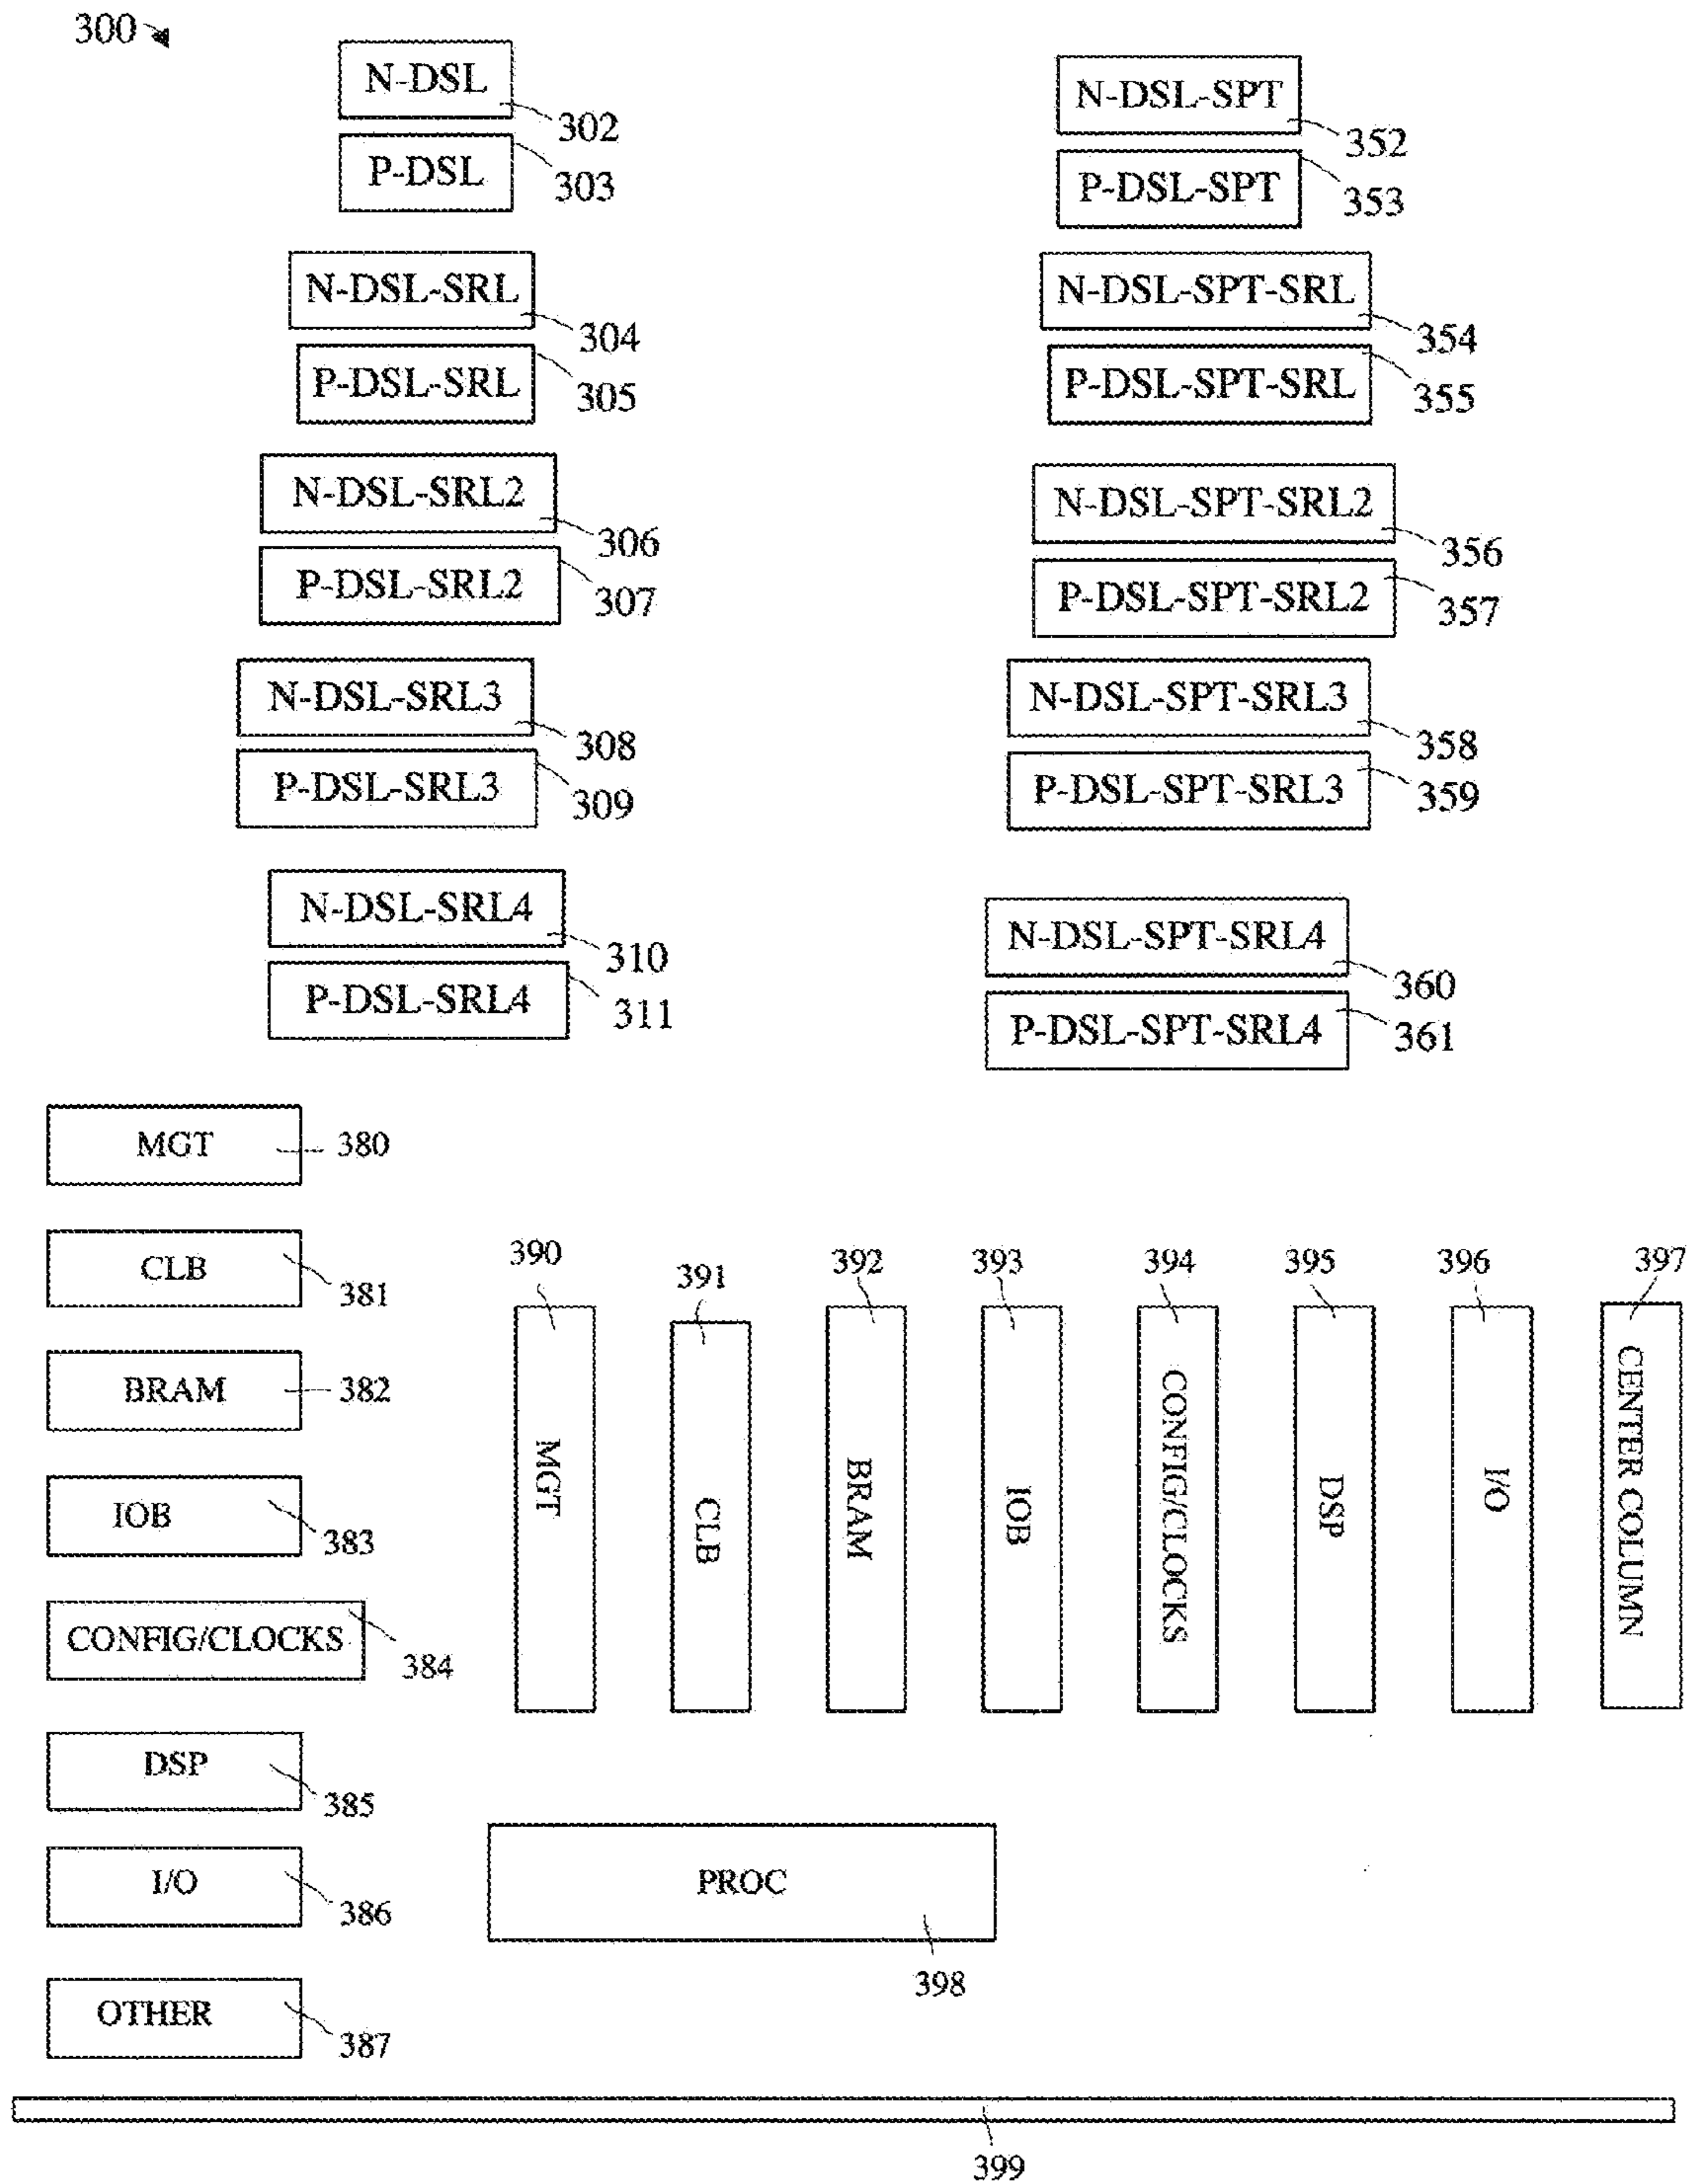 300
N-DSL
302
P-DSL
303
N-DSL-SRL
304
P-DSL-SRL
305
N-DSL-SRL2
306
P-DSL-SRL2
307
N-DSL-SRL3
308
P-DSL-SRL3
309
N-DSL-SRL4
310
P-DSL-SRL4
311
N-DSL-SPT
352
P-DSL-SPT
353
N-DSL-SPT-SRL
354
P-DSL-SPT-SRL
355
N-DSL-SPT-SRL2
356
P-DSL-SPT-SRL2
357
N-DSL-SPT-SRL3
358
P-DSL-SPT-SRL3
359
N-DSL-SPT-SRL4
360
P-DSL-SPT-SRL4
361
MGT
380
CLB
381
BRAM
382
IOB
383
CONFIG/CLOCKS
384
DSP
385
I/O
386
OTHER
387
390
MGT
391
CLB
392
BRAM
393
IOB
394
CONFIG/CLOCKS
395
DSP
396
I/O
397
CENTER COLUMN
PROC
398
399